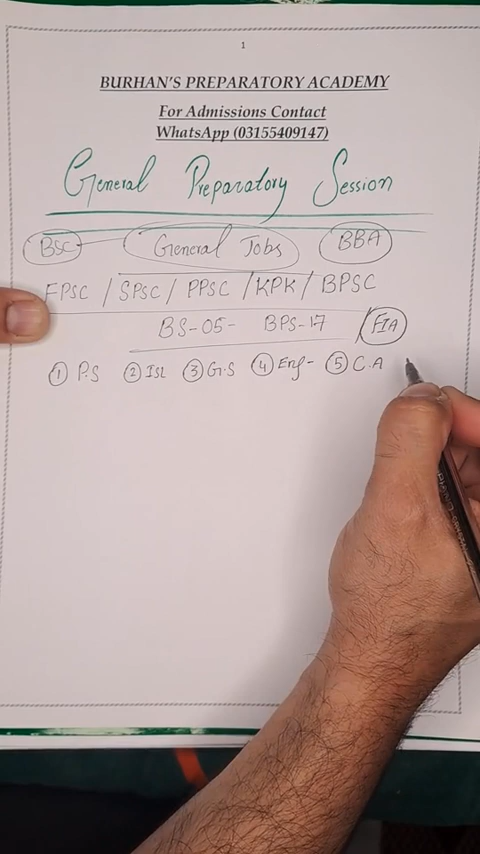 1
BURHAN'S PREPARATORY ACADEMY
For Admissions Contact
WhatsApp (03155409147)
General Preparatory Session
BSC General Jobs BBA
FPSC / SPSC / PPSC / KPK / BPSC
BS-05- BPS-17 / FIA
① P.S ② Isl ③ G.S ④ Eng- ⑤ C.A